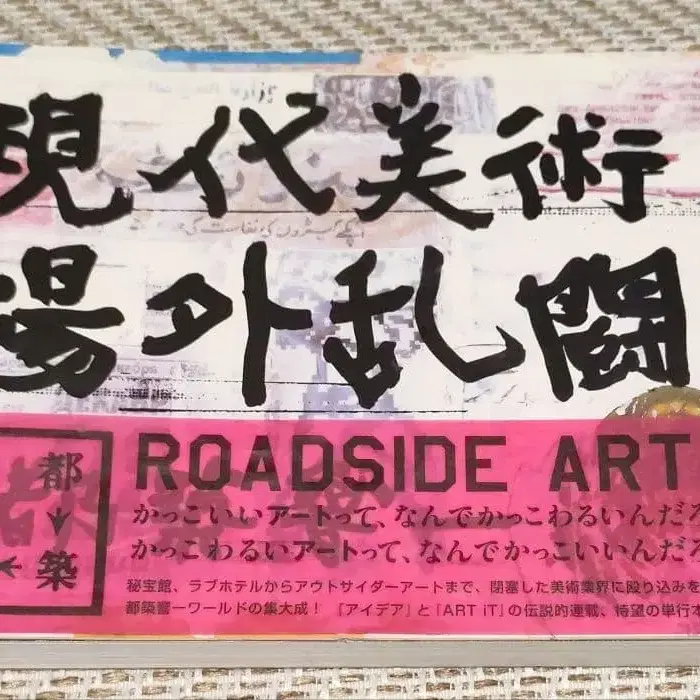 現代美術
場外乱闘
ROADSIDE ART
都
築
かっこいいアートって、なんでかっこわるいんだろ
かっこわるいアートって、なんでかっこいいんだろ
秘宝館、ラブホテルからアウトサイダーアートまで、閉塞した美術業界に殴り込みを
都築響一ワールドの集大成! 『アイデア』と『ART iT』の伝説的連載、待望の単行本